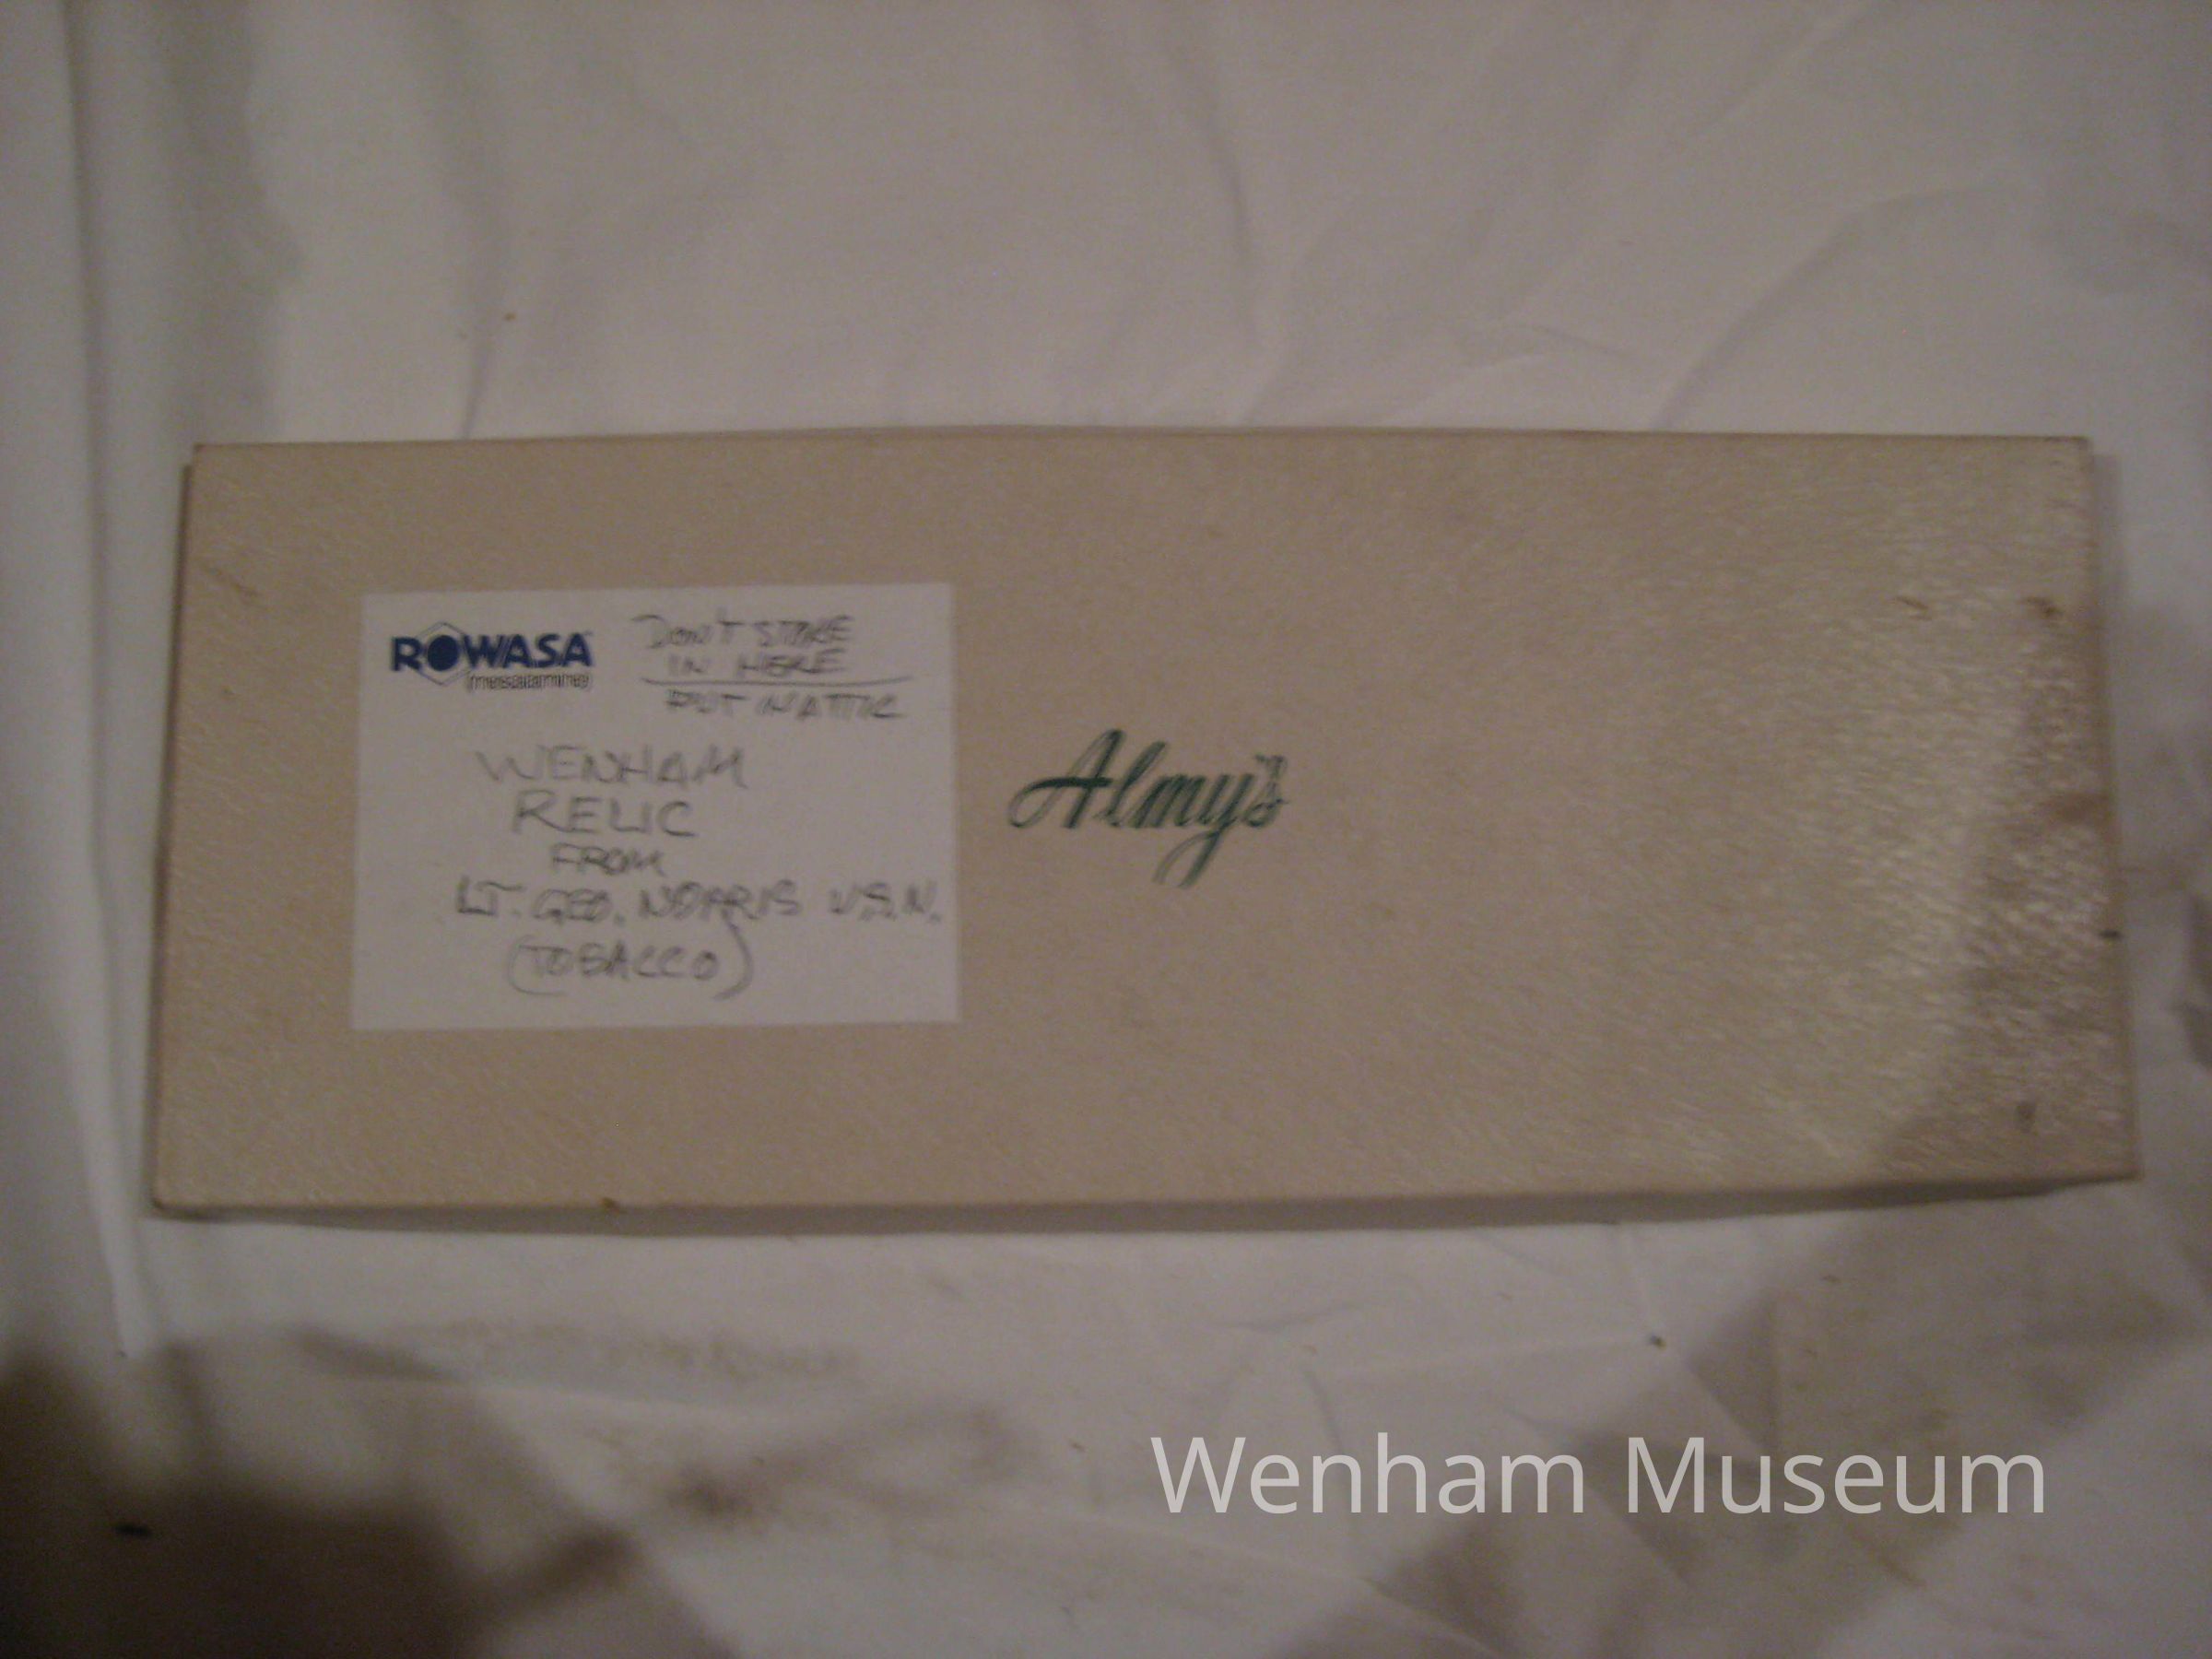 ROWASA
(mesalamine)
DON'T STORE
IN HERE
PUT IN ATTIC
WENHAM
RELIC
FROM
LT. GEO. NORRIS U.S.N.
(TOBACCO)
Almy's
Wenham Museum